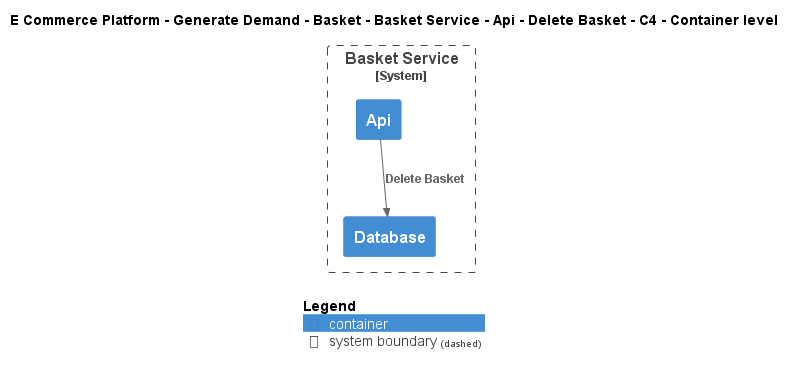 E Commerce Platform - Generate Demand - Basket - Basket Service - Api - Delete Basket - C4 - Container level
Basket Service
[System]
Api
Delete Basket
Database
Legend
container
system boundary (dashed)